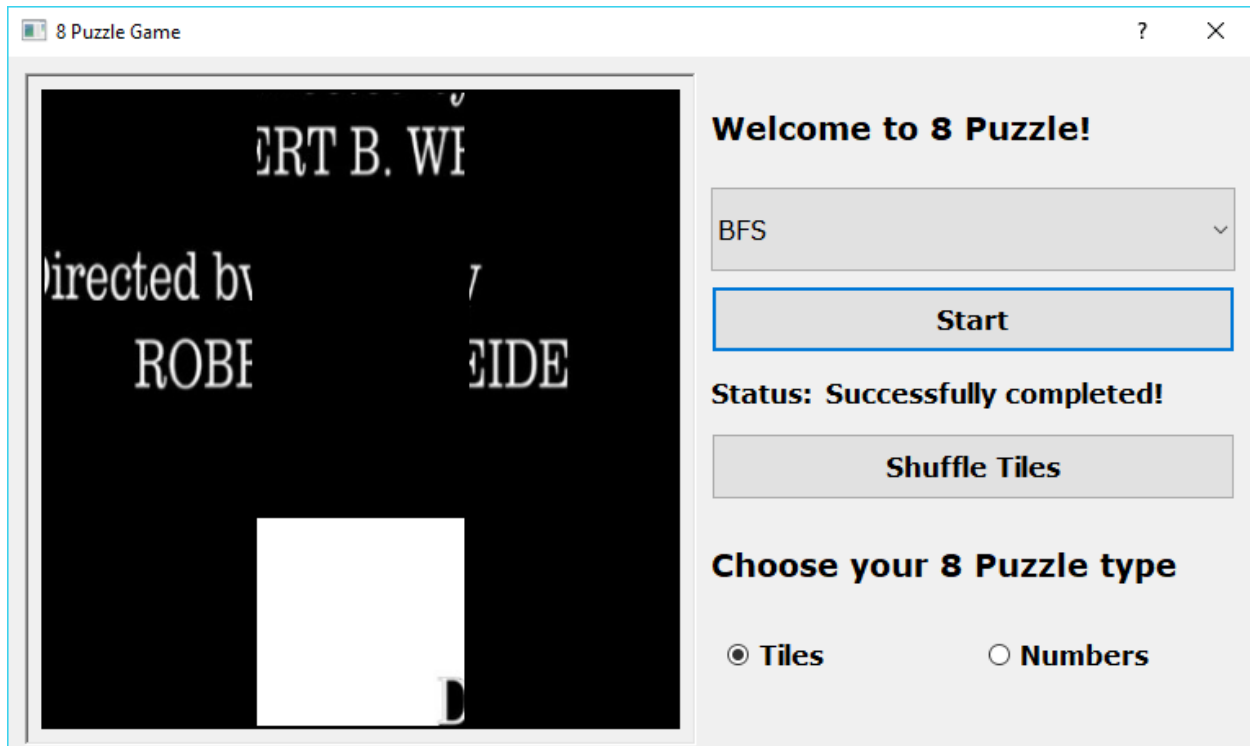 8 Puzzle Game
ERT B. WH
Directed by
ROBE
EIDE
D
Welcome to 8 Puzzle!
BFS
Start
Status: Successfully completed!
Shuffle Tiles
Choose your 8 Puzzle type
Tiles
Numbers